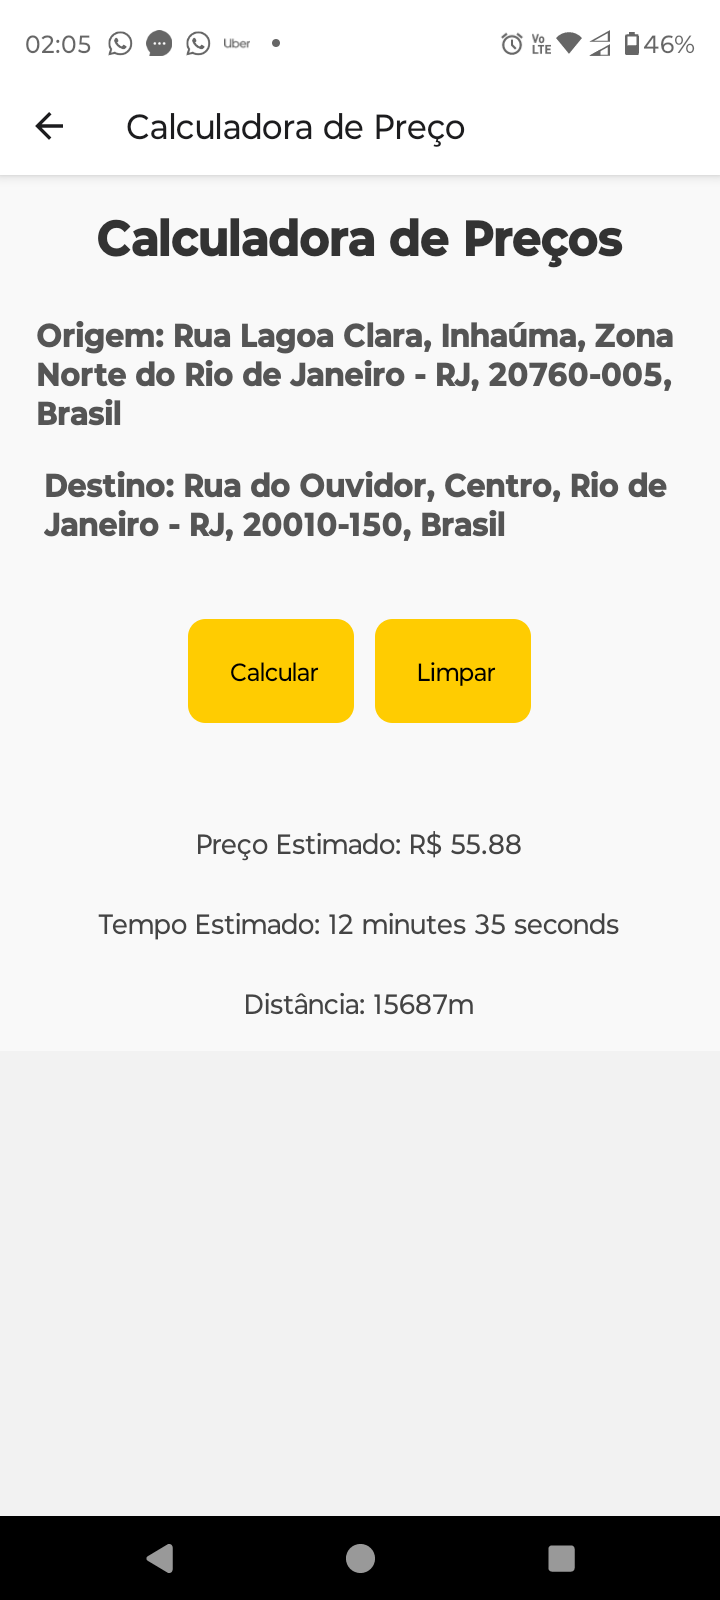 02:05 Uber Vo LTE 46%
Calculadora de Preço
Calculadora de Preços
Origem: Rua Lagoa Clara, Inhaúma, Zona
Norte do Rio de Janeiro - RJ, 20760-005,
Brasil
Destino: Rua do Ouvidor, Centro, Rio de
Janeiro - RJ, 20010-150, Brasil
Calcular Limpar
Preço Estimado: R$ 55.88
Tempo Estimado: 12 minutes 35 seconds
Distância: 15687m